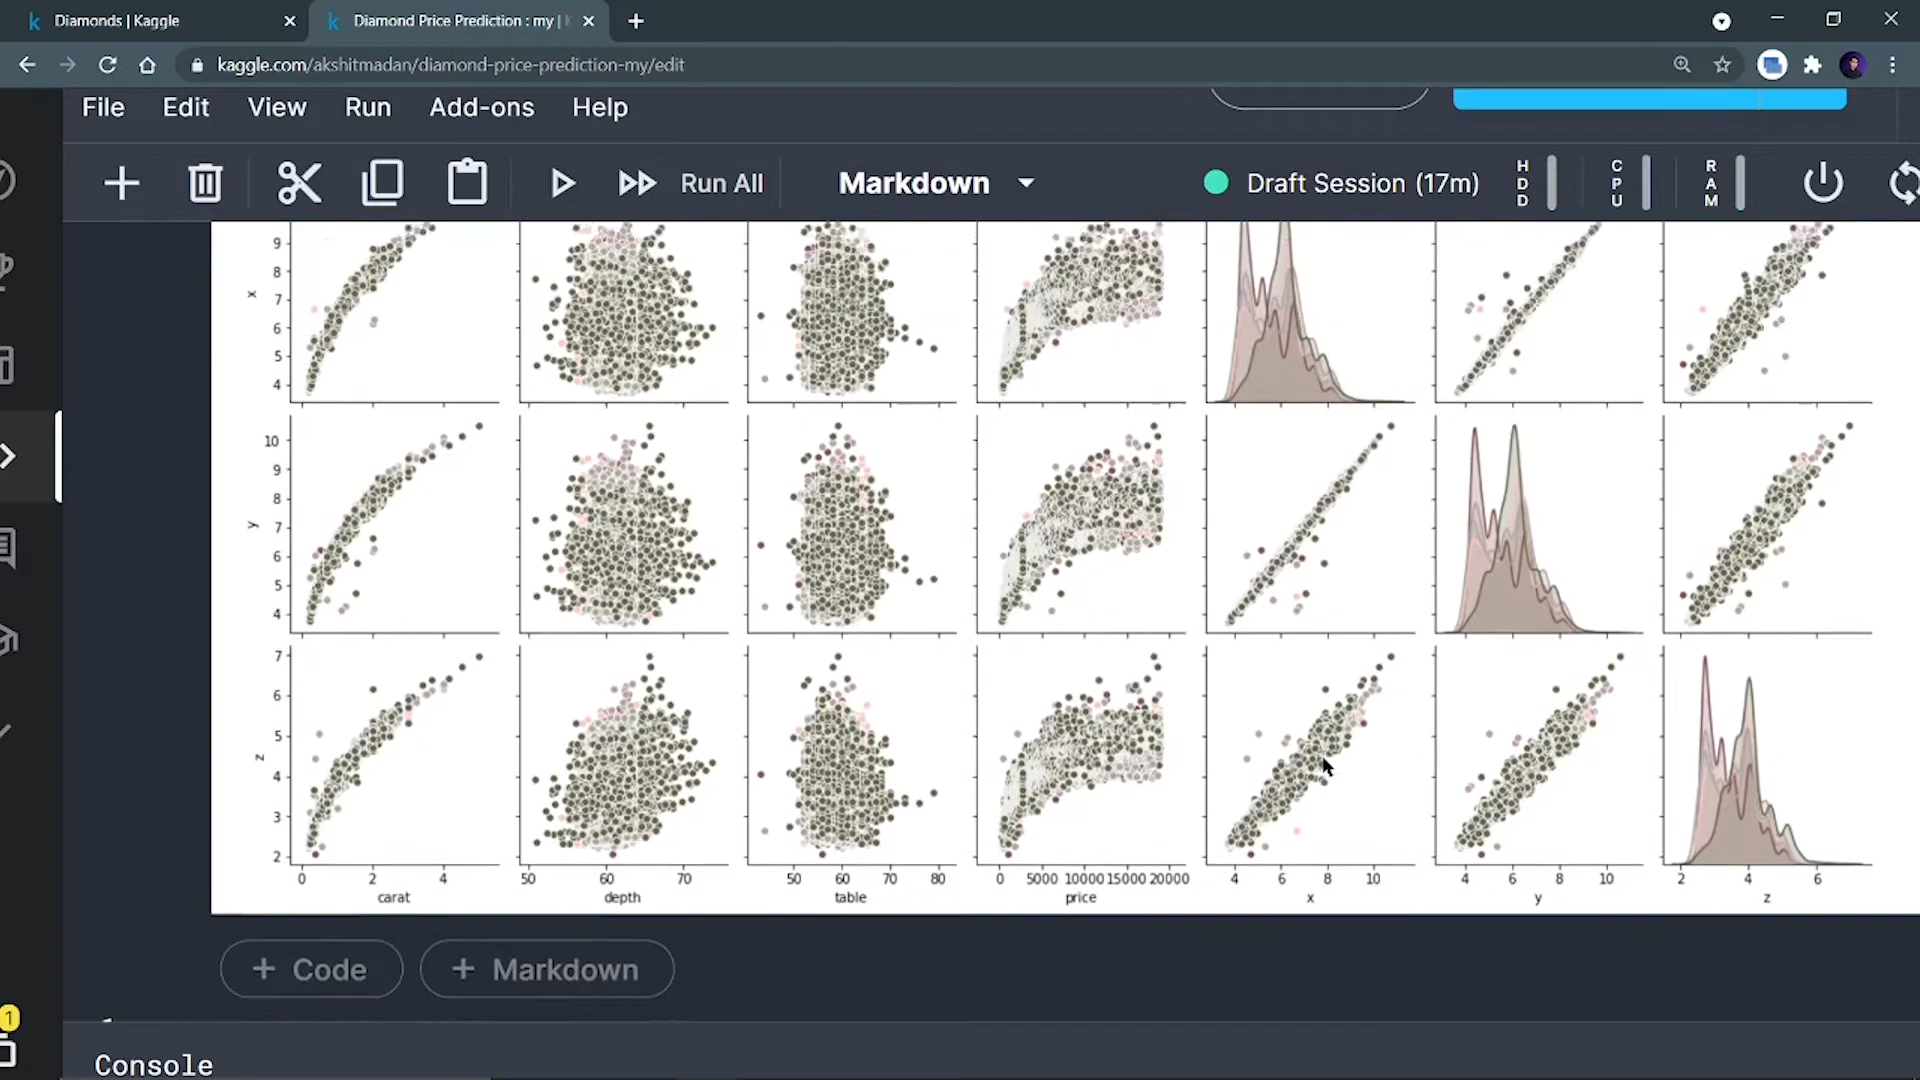 Diamonds | Kaggle
Diamond Price Prediction : my |
kaggle.com/akshitmadan/diamond-price-prediction-my/edit
File Edit View Run Add-ons Help
Run All Markdown Draft Session (17m) HDD CPU RAM
9
8
7
6
5
4
x
10
9
8
7
6
5
4
y
7
6
5
4
3
2
z
0 2 4 50 60 70 50 60 70 80 0 5000 10000 15000 20000 4 6 8 10 4 6 8 10 2 4 6
carat depth table price x y z
+ Code + Markdown
1
Console